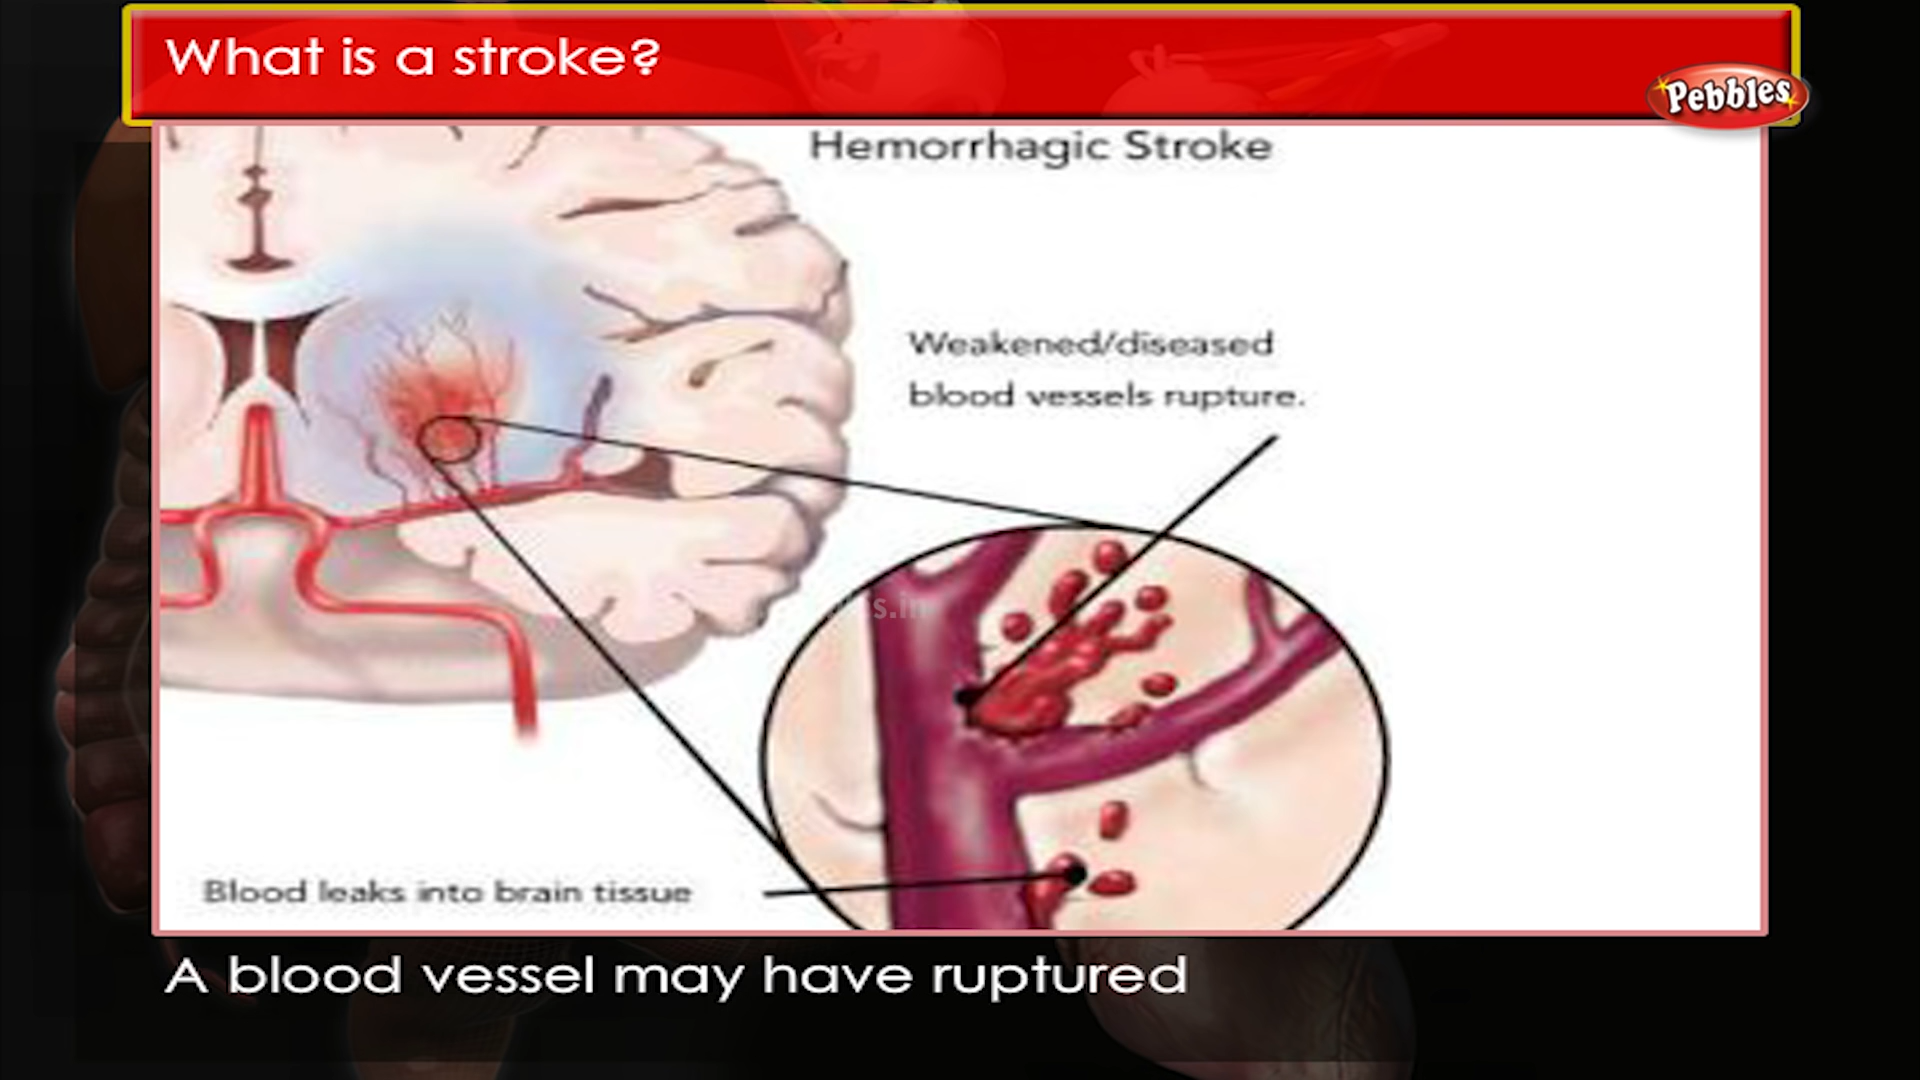 What is a stroke?
Pebbles
Hemorrhagic Stroke
Weakened/diseased
blood vessels rupture.
Blood leaks into brain tissue
A blood vessel may have ruptured